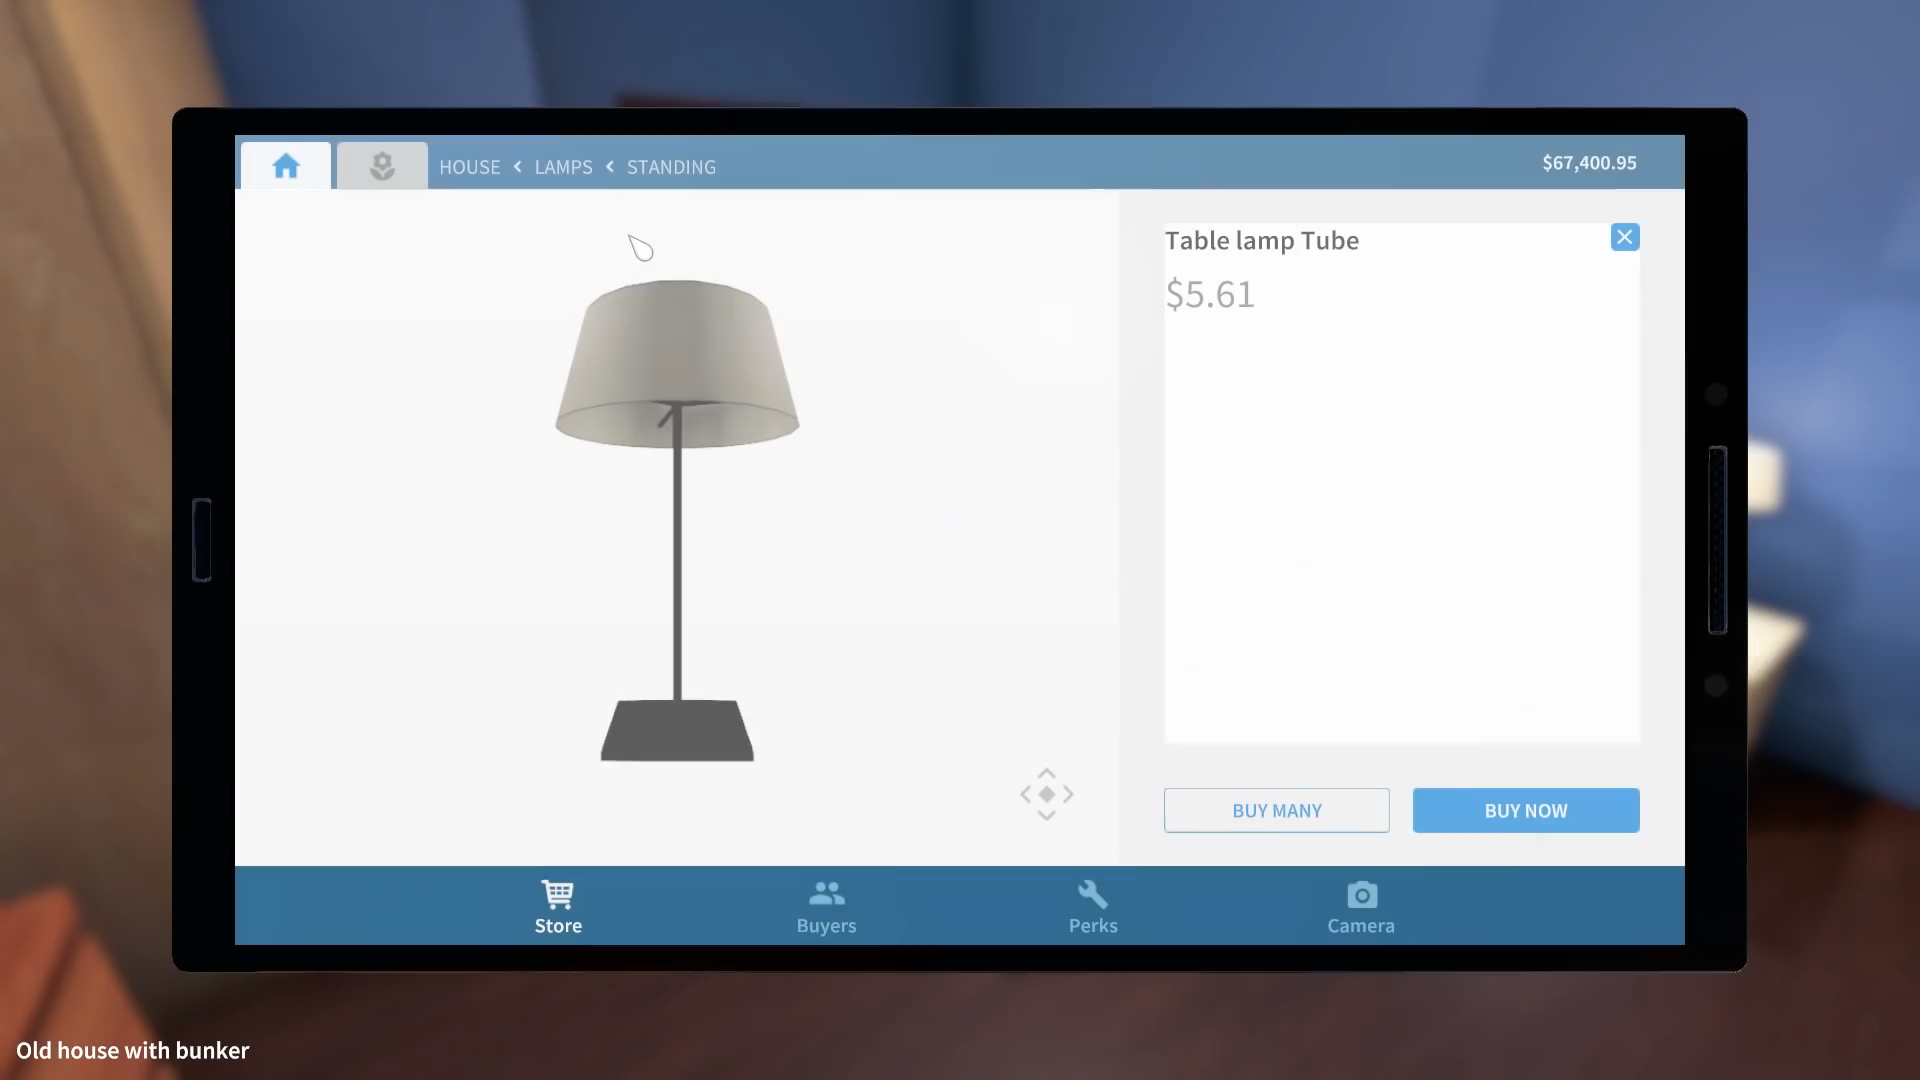 HOUSE < LAMPS < STANDING
$67,400.95
Table lamp Tube
$5.61
BUY MANY
BUY NOW
Store
Buyers
Perks
Camera
Old house with bunker